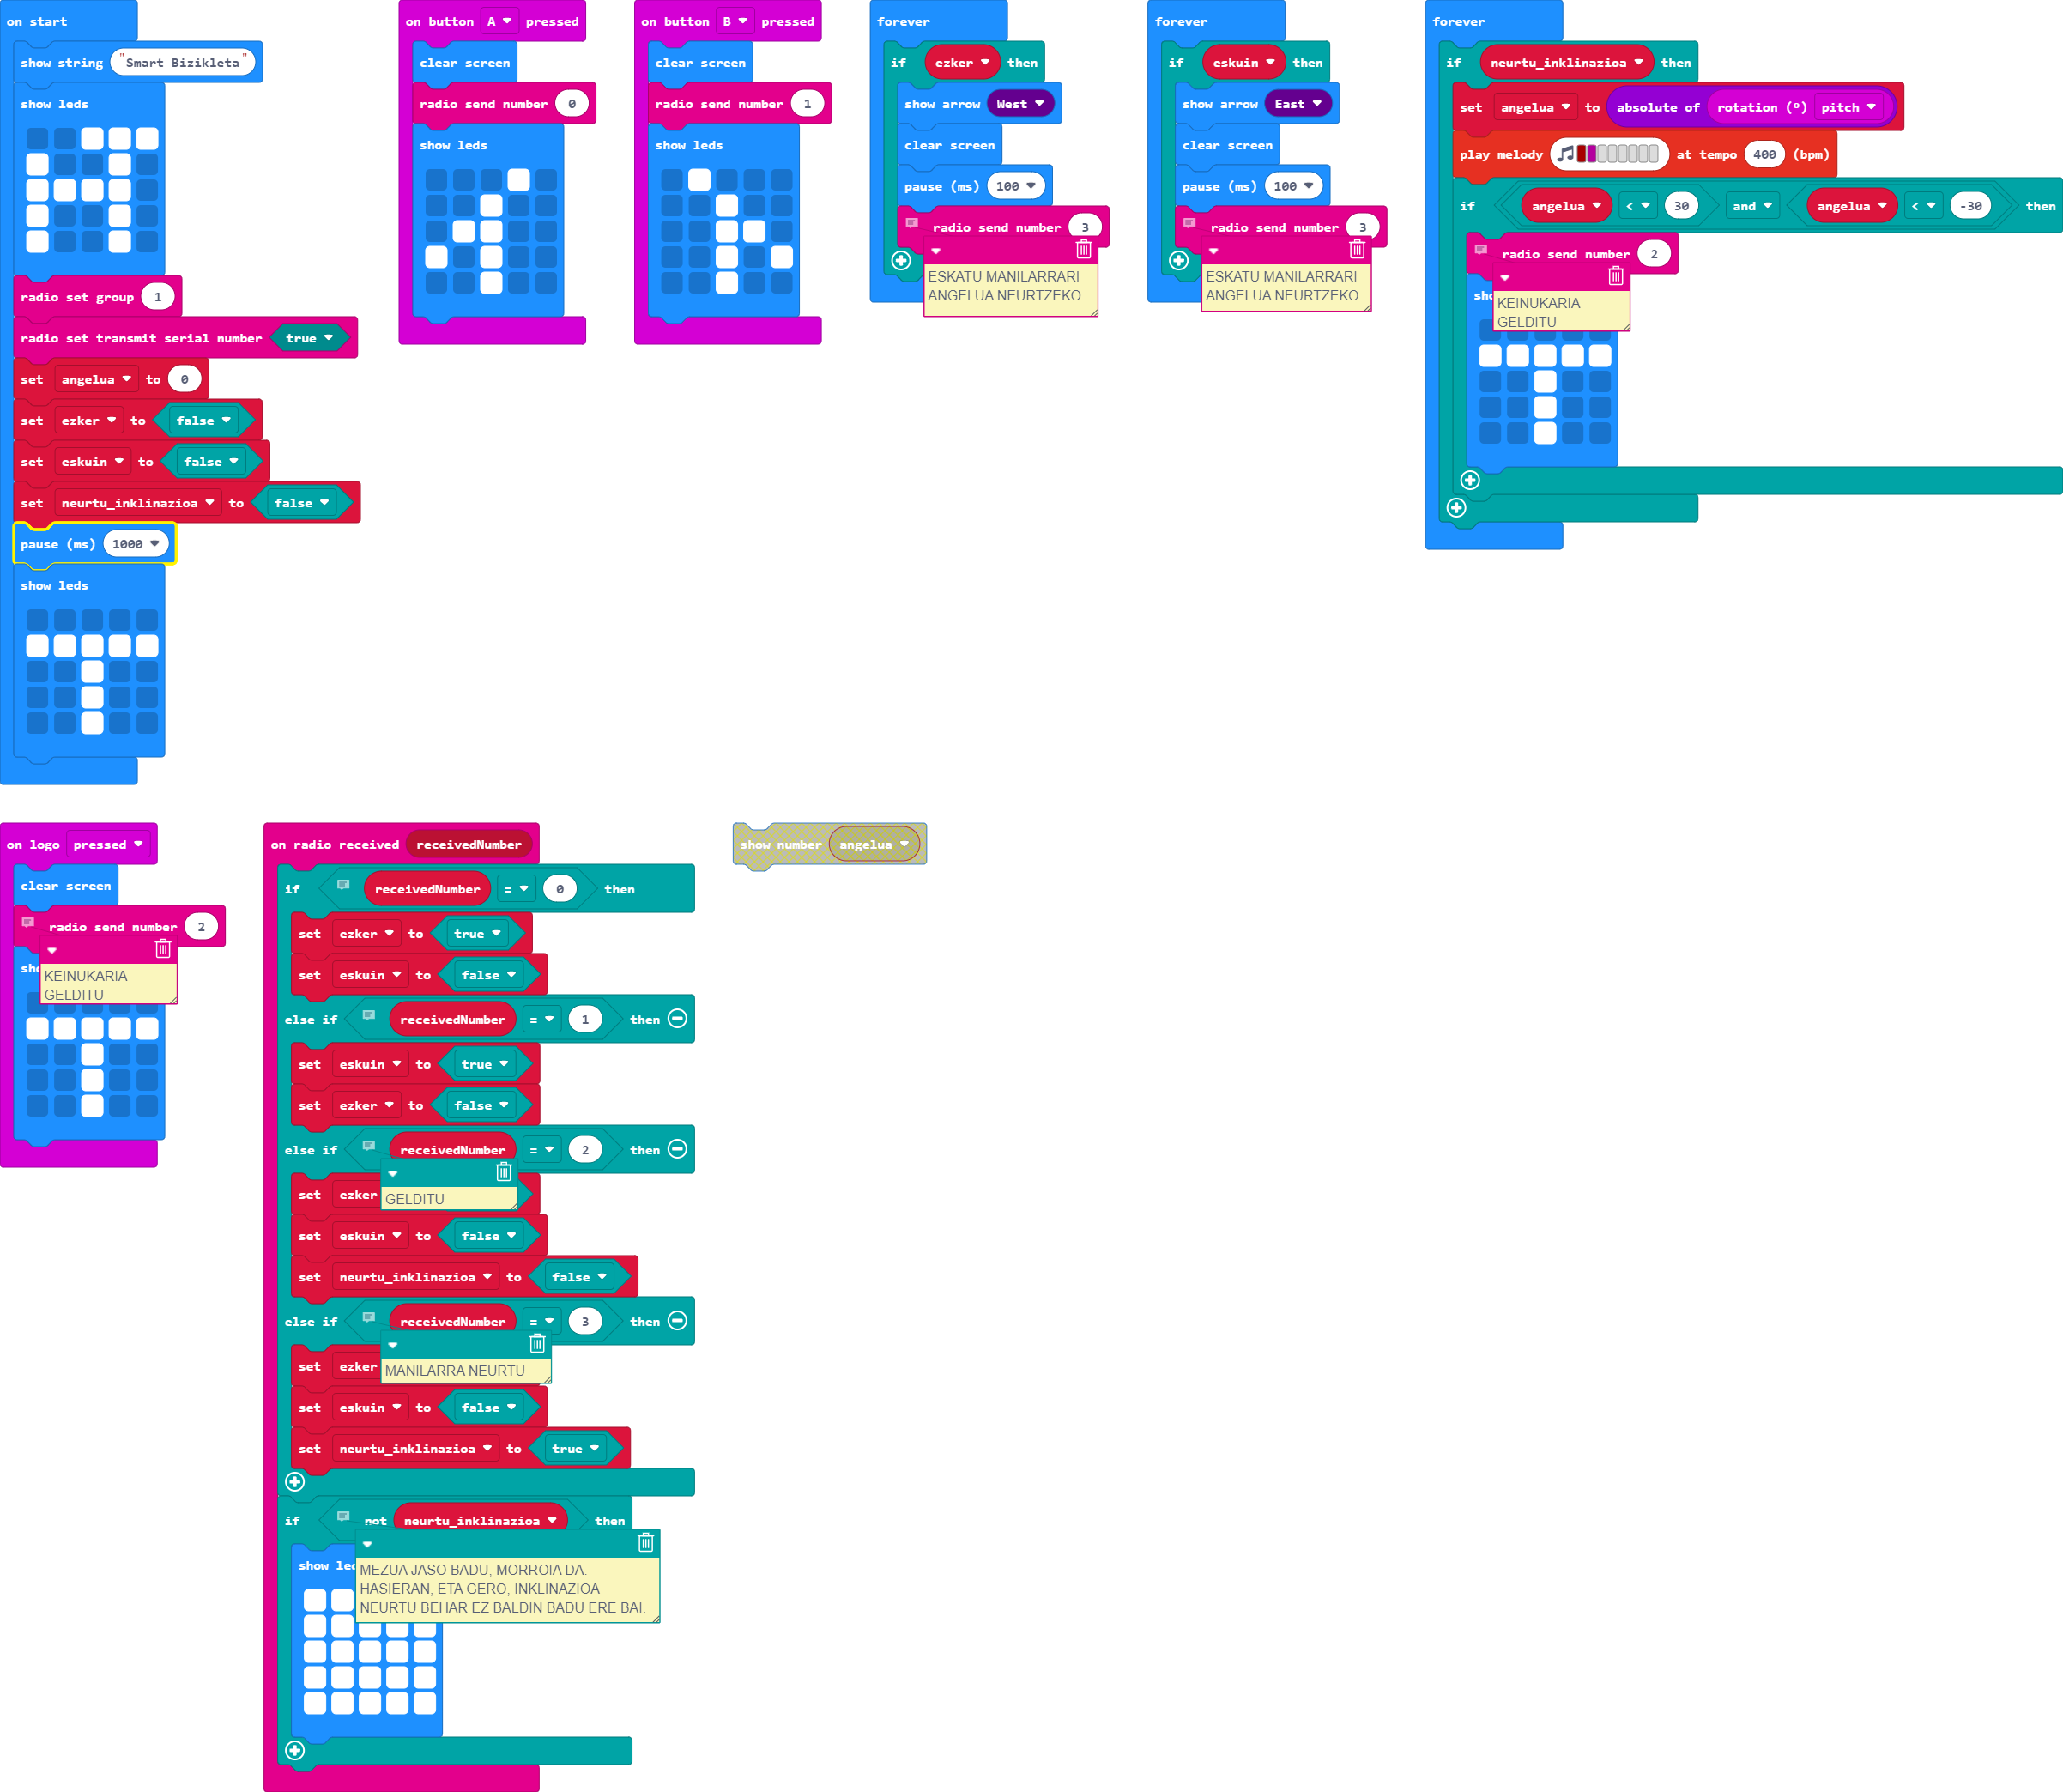 on start
show string "Smart Bizikleta"
show leds
radio set group 1
radio set transmit serial number true
set angelua to 0
set ezker to false
set eskuin to false
set neurtu_inklinazioa to false
pause (ms) 1000
show leds
on button A pressed
clear screen
radio send number 0
show leds
on button B pressed
clear screen
radio send number 1
show leds
forever
if ezker then
show arrow West
clear screen
pause (ms) 100
radio send number 3
ESKATU MANILARRARI
ANGELUA NEURTZEKO
forever
if eskuin then
show arrow East
clear screen
pause (ms) 100
radio send number 3
ESKATU MANILARRARI
ANGELUA NEURTZEKO
forever
if neurtu_inklinazioa then
set angelua to absolute of rotation (º) pitch
play melody at tempo 400 (bpm)
if angelua < 30 and angelua < -30 then
radio send number 2
KEINUKARIA
GELDITU
on logo pressed
clear screen
radio send number 2
KEINUKARIA
GELDITU
on radio received receivedNumber
if receivedNumber = 0 then
set ezker to true
set eskuin to false
else if receivedNumber = 1 then
set eskuin to true
set ezker to false
else if receivedNumber = 2 then
GELDITU
set ezker
set eskuin to false
set neurtu_inklinazioa to false
else if receivedNumber = 3 then
MANILARRA NEURTU
set ezker
set eskuin to false
set neurtu_inklinazioa to true
if not neurtu_inklinazioa then
MEZUA JASO BADU, MORROIA DA.
HASIERAN, ETA GERO, INKLINAZIOA
NEURTU BEHAR EZ BALDIN BADU ERE BAI.
show
show number angelua